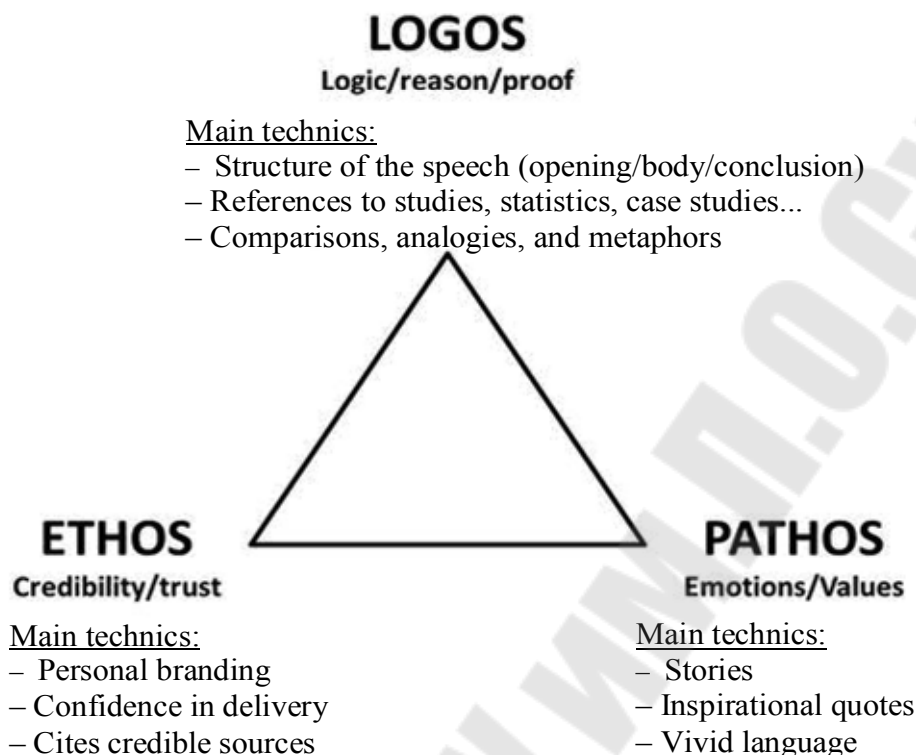 LOGOS
Logic/reason/proof
Main technics:
– Structure of the speech (opening/body/conclusion)
– References to studies, statistics, case studies...
– Comparisons, analogies, and metaphors
ETHOS
Credibility/trust
Main technics:
– Personal branding
– Confidence in delivery
– Cites credible sources
PATHOS
Emotions/Values
Main technics:
– Stories
– Inspirational quotes
– Vivid language
им.П.О.Су